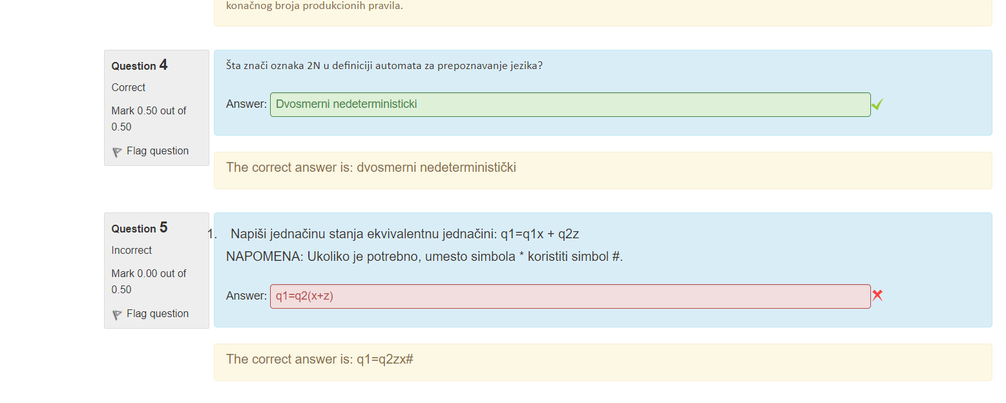 konačnog broja produkcionih pravila.
Question 4
Correct
Mark 0.50 out of
0.50
Flag question
Šta znači oznaka 2N u definiciji automata za prepoznavanje jezika?
Answer: Dvosmerni nedeterministicki
The correct answer is: dvosmerni nedeterministički
Question 5
Incorrect
Mark 0.00 out of
0.50
Flag question
1. Napiši jednačinu stanja ekvivalentnu jednačini: q1=q1x + q2z
NAPOMENA: Ukoliko je potrebno, umesto simbola * koristiti simbol #.
Answer: q1=q2(x+z)
The correct answer is: q1=q2zx#